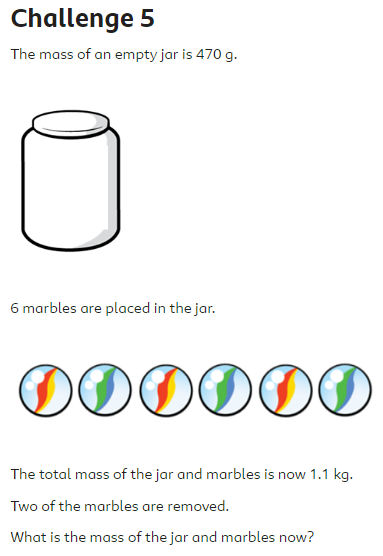 Challenge 5
The mass of an empty jar is 470 g.
6 marbles are placed in the jar.
The total mass of the jar and marbles is now 1.1 kg.
Two of the marbles are removed.
What is the mass of the jar and marbles now?